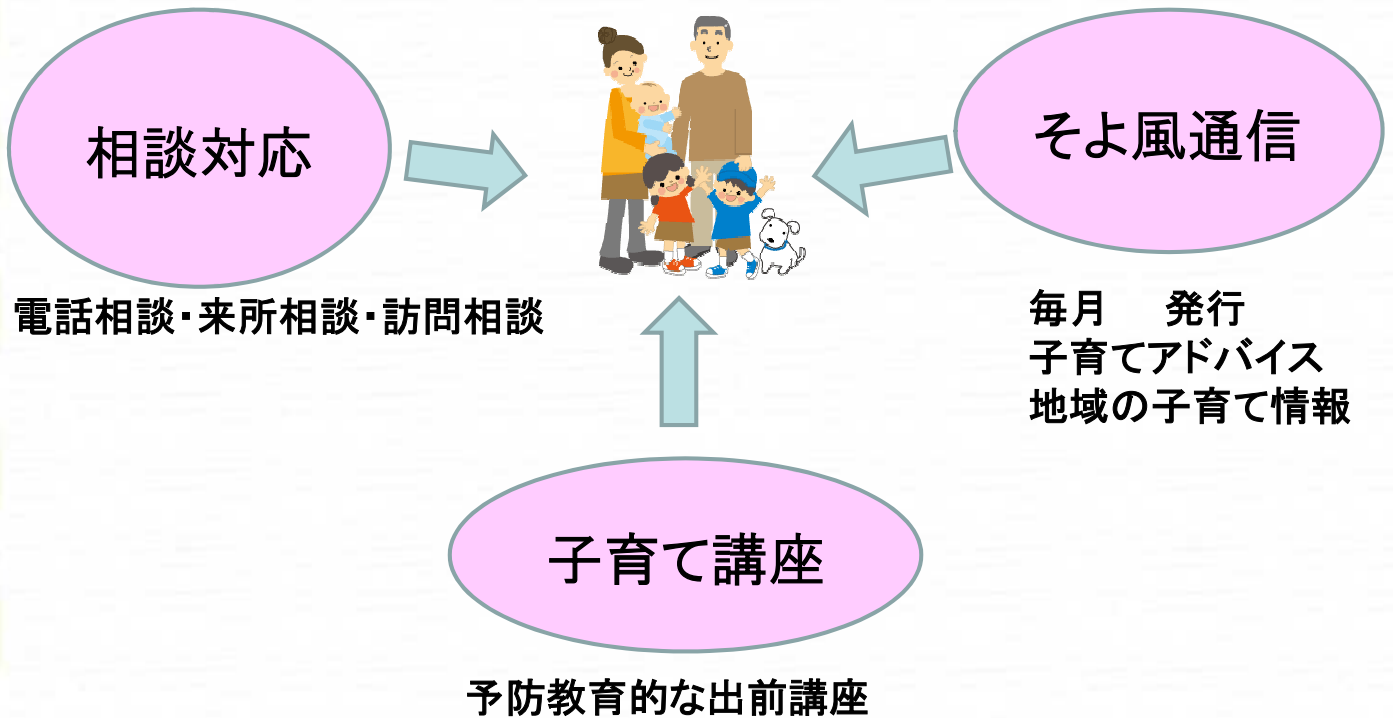 相談対応
電話相談・来所相談・訪問相談
そよ風通信
毎月　発行
子育てアドバイス
地域の子育て情報
子育て講座
予防教育的な出前講座